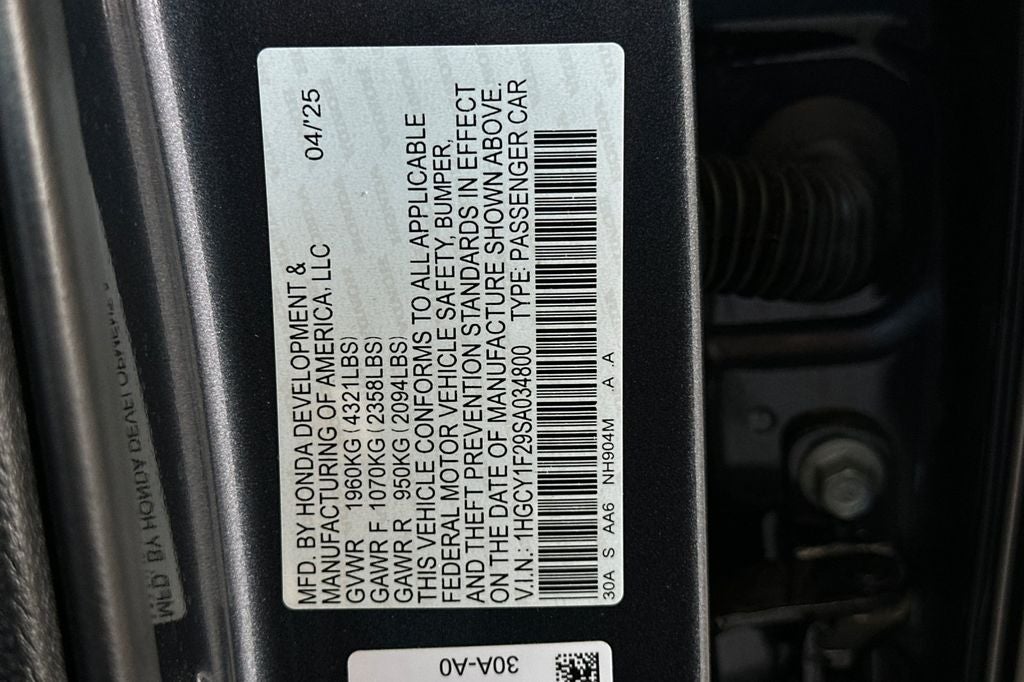 MFD. BY HONDA DEVELOPMENT &
MANUFACTURING OF AMERICA, LLC 04/'25
GVWR 1960KG (4321LBS)
GAWR F 1070KG (2358LBS)
GAWR R 950KG (2094LBS)
THIS VEHICLE CONFORMS TO ALL APPLICABLE
FEDERAL MOTOR VEHICLE SAFETY, BUMPER,
AND THEFT PREVENTION STANDARDS IN EFFECT
ON THE DATE OF MANUFACTURE SHOWN ABOVE.
V.I.N.: 1HGCY1F29SA034800 TYPE: PASSENGER CAR
30A S AA6 NH904M A A
30A-A0